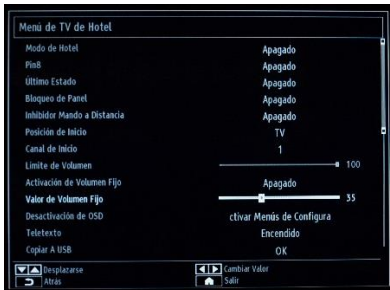 Menú de TV de Hotel
Modo de Hotel Apagado
Pin8 Apagado
Último Estado Apagado
Bloqueo de Panel Apagado
Inhibidor Mando a Distancia Apagado
Posición de Inicio TV
Canal de Inicio 1
Límite de Volumen 100
Activación de Volumen Fijo Apagado
Valor de Volumen Fijo 35
Desactivación de OSD ctivar Menús de Configura
Teletexto Encendido
Copiar A USB OK
Desplazarse Cambiar Valor
Atrás Salir